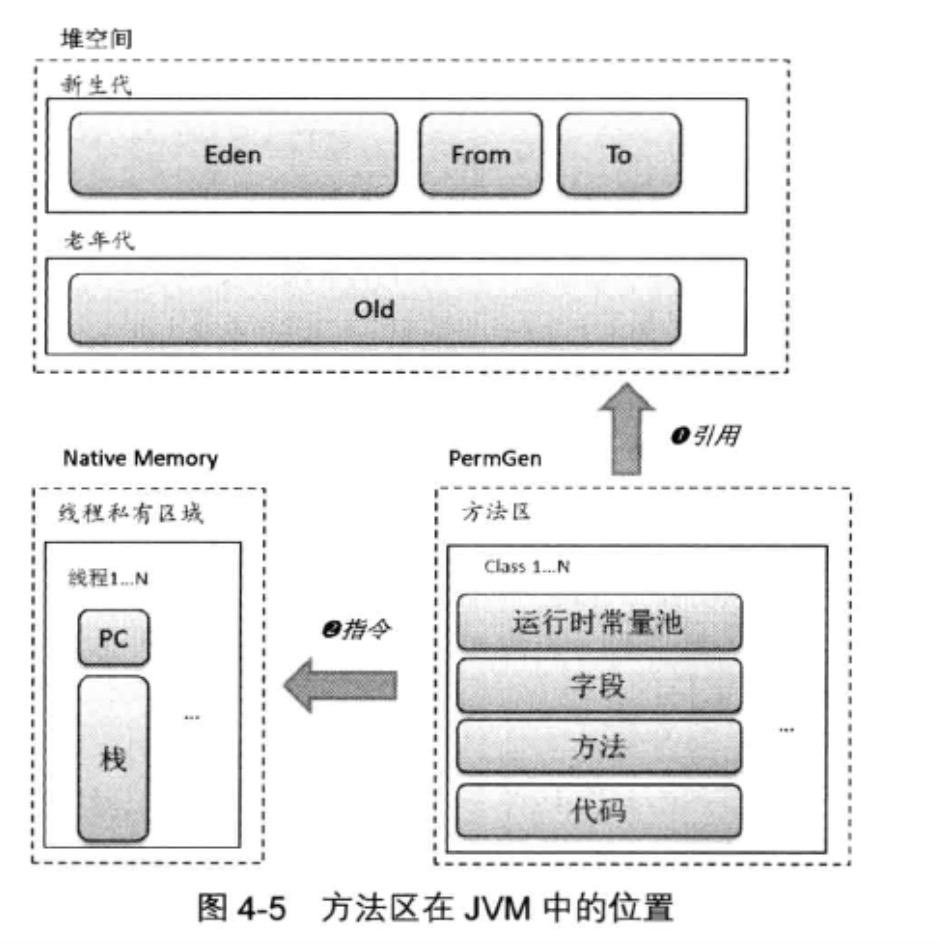 堆空间
新生代
Eden
From
To
老年代
Old
❶引用
Native Memory
PermGen
线程私有区域
方法区
线程1...N
Class 1...N
PC
❷指令
运行时常量池
字段
...
...
栈
方法
代码
图 4-5 方法区在 JVM 中的位置